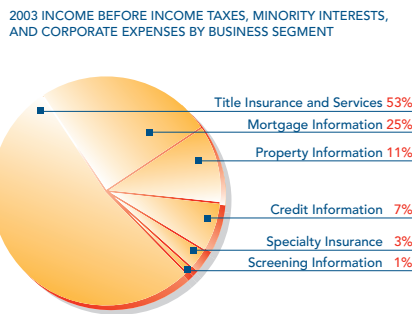 2003 INCOME BEFORE INCOME TAXES, MINORITY INTERESTS,
AND CORPORATE EXPENSES BY BUSINESS SEGMENT
Title Insurance and Services 53%
Mortgage Information 25%
Property Information 11%
Credit Information 7%
Specialty Insurance 3%
Screening Information 1%